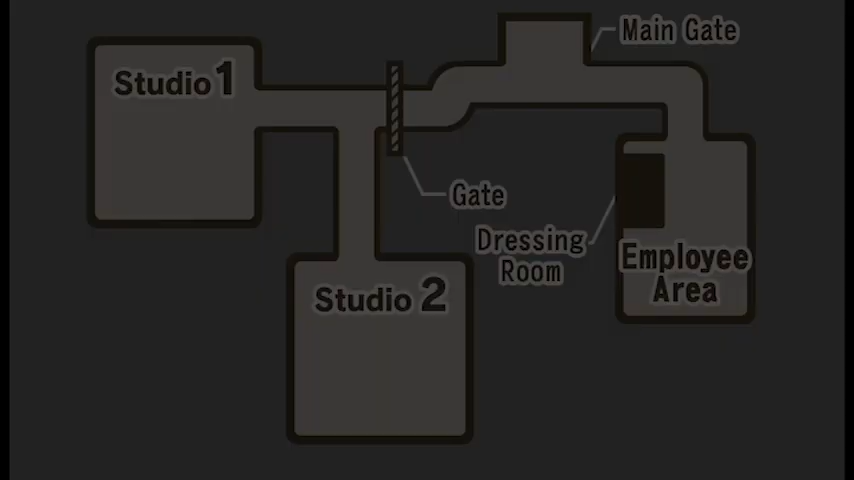 Main Gate
Studio 1
Gate
Dressing
Room
Employee
Area
Studio 2